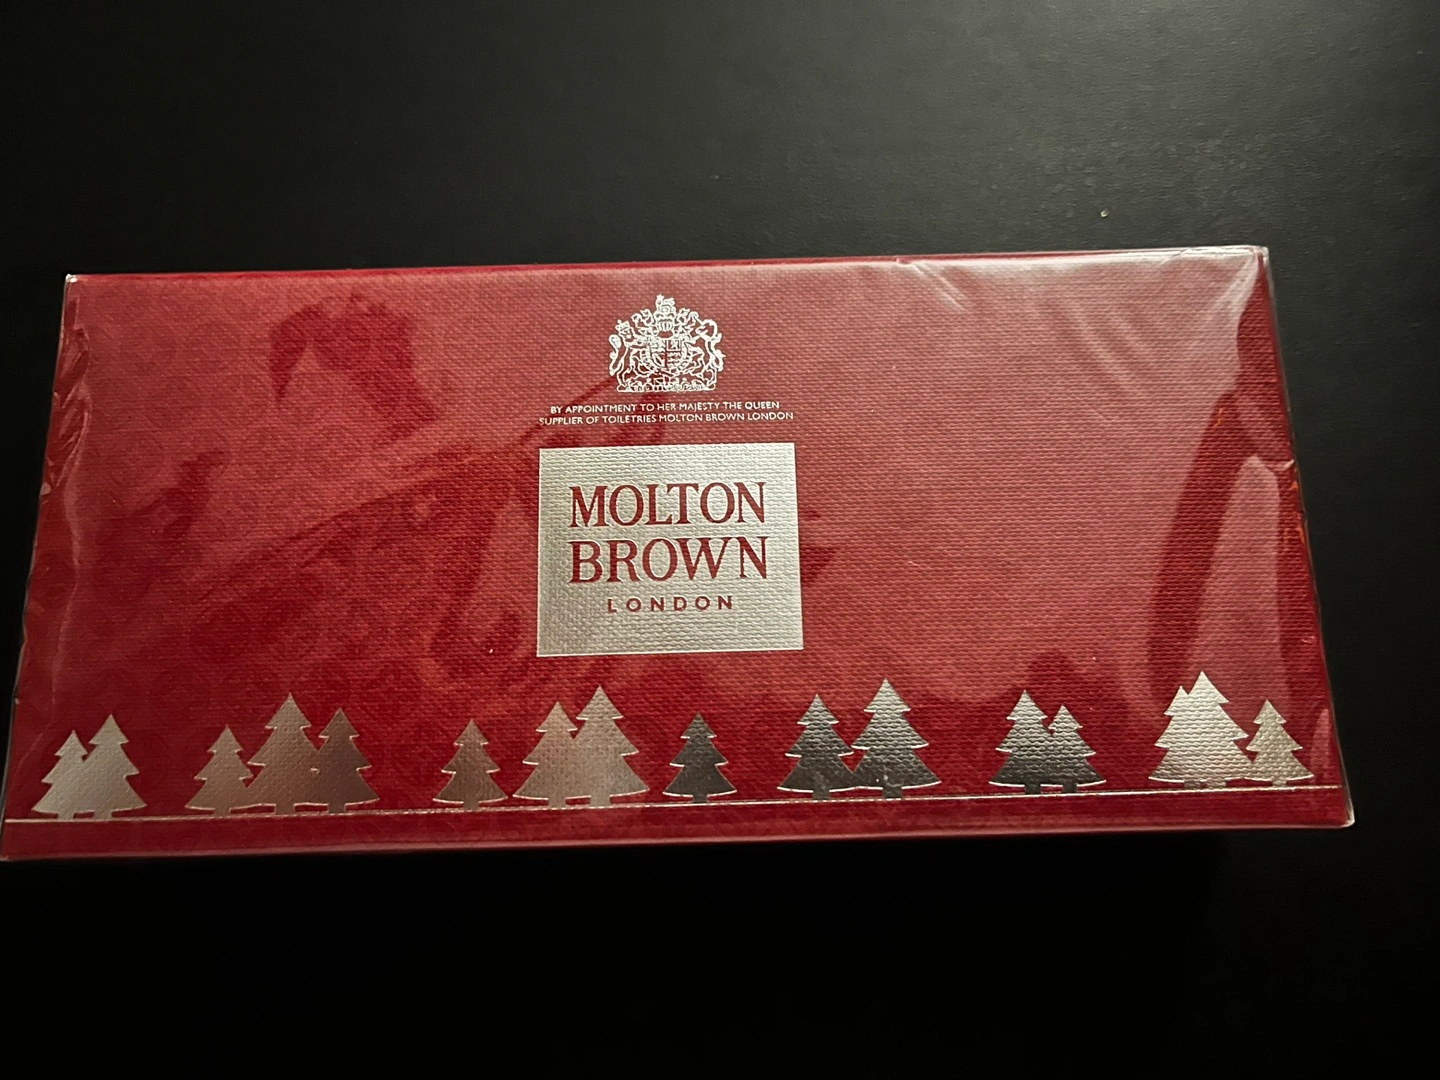 BY APPOINTMENT TO HER MAJESTY THE QUEEN
SUPPLIER OF TOILETRIES MOLTON BROWN LONDON
MOLTON
BROWN
LONDON